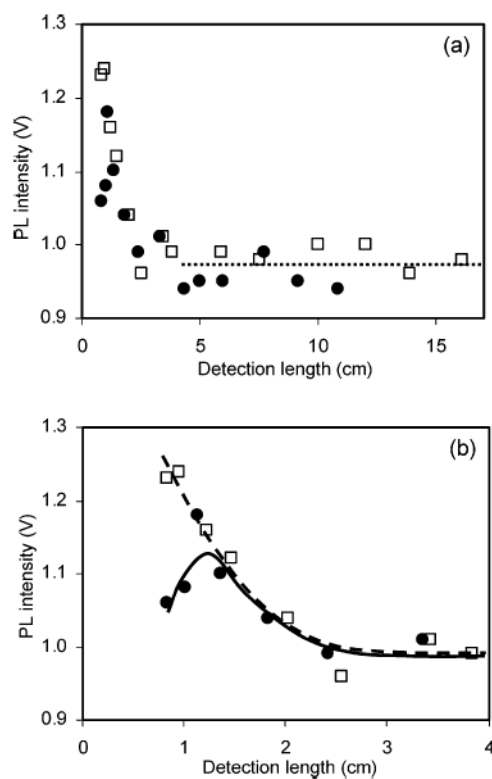 (a)
1.3
1.2
1.1
1.0
0.9
PL intensity (V)
0 5 10 15
Detection length (cm)
(b)
1.3
1.2
1.1
1.0
0.9
PL intensity (V)
0 1 2 3 4
Detection length (cm)